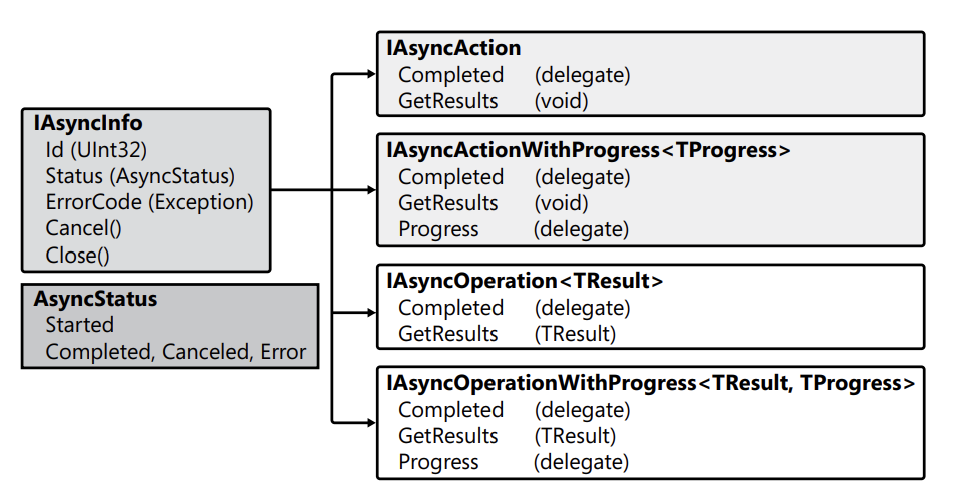 IAsyncInfo
Id (UInt32)
Status (AsyncStatus)
ErrorCode (Exception)
Cancel()
Close()
AsyncStatus
Started
Completed, Canceled, Error
IAsyncAction
Completed (delegate)
GetResults (void)
IAsyncActionWithProgress<TProgress>
Completed (delegate)
GetResults (void)
Progress (delegate)
IAsyncOperation<TResult>
Completed (delegate)
GetResults (TResult)
IAsyncOperationWithProgress<TResult, TProgress>
Completed (delegate)
GetResults (TResult)
Progress (delegate)